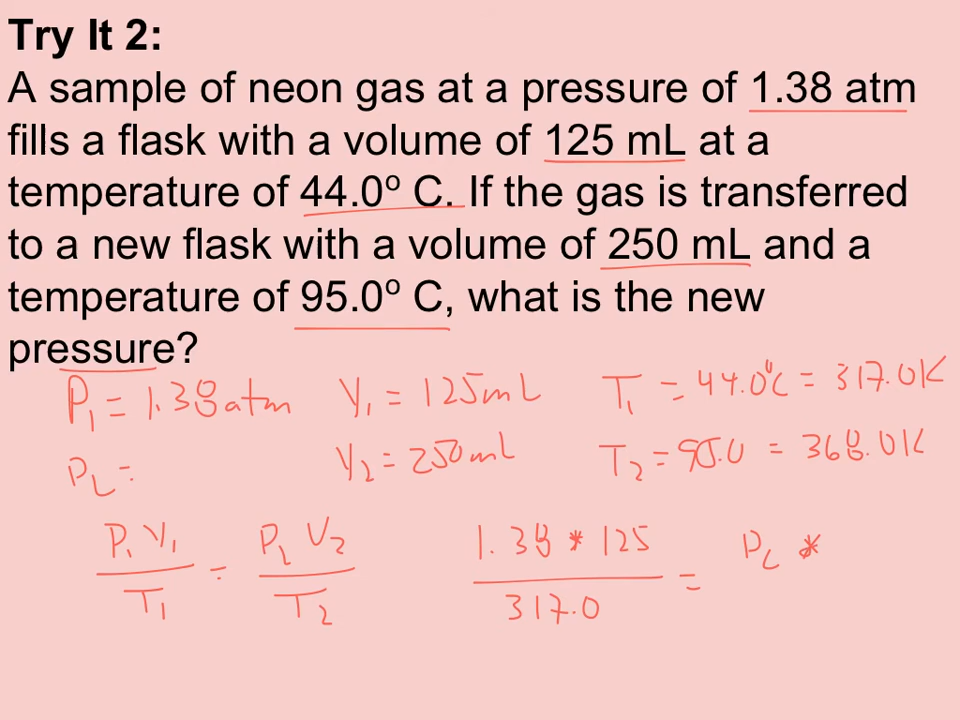 Try It 2:
A sample of neon gas at a pressure of 1.38 atm
fills a flask with a volume of 125 mL at a
temperature of 44.0º C. If the gas is transferred
to a new flask with a volume of 250 mL and a
temperature of 95.0º C, what is the new
pressure?
P₁ = 1.38 atm V₁ = 125 mL T₁ = 44.0°C = 317.0K
P₂ = V₂ = 250 mL T₂ = 95.0 = 368.0K
P₁ V₁ P₂ V₂ 1.38 * 125 P₂ *
= =
T₁ T₂ 317.0